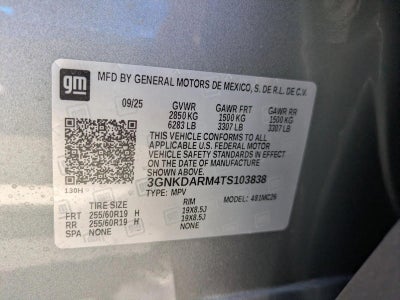 gm
MFD BY GENERAL MOTORS DE MEXICO, S. DE R.L. DE C.V.
09/25 GVWR GAWR FRT GAWR RR
2850 KG 1500 KG 1500 KG
6283 LB 3307 LB 3307 LB
THIS VEHICLE CONFORMS TO ALL
APPLICABLE U.S. FEDERAL MOTOR
VEHICLE SAFETY STANDARDS IN EFFECT
ON THE DATE OF MANUFACTURE SHOWN ABOVE.
3GNKDARM4TS103838
130H TYPE: MPV MODEL: 481MC26
TIRE SIZE RIM
FRT 255/60R19 H 19X8.5J
RR 255/60R19 H 19X8.5J
SPA NONE NONE